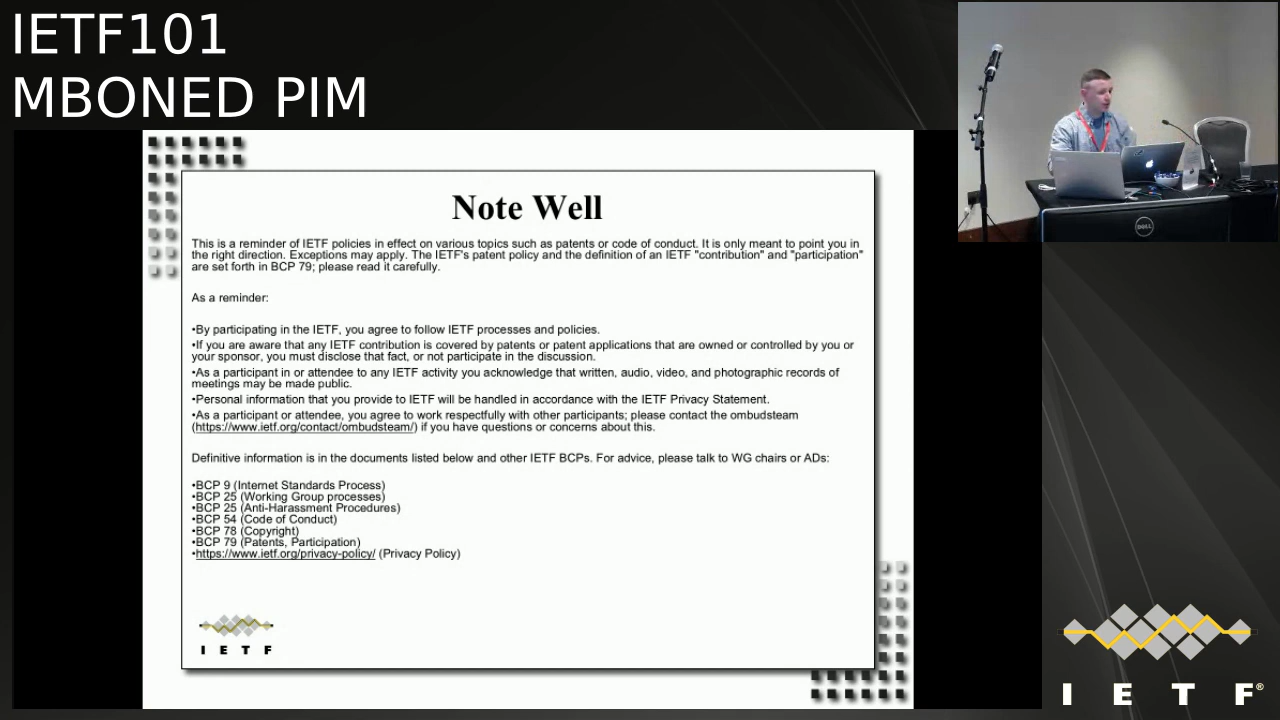 IETF101
MBONED PIM
Note Well
This is a reminder of IETF policies in effect on various topics such as patents or code of conduct. It is only meant to point you in
the right direction. Exceptions may apply. The IETF's patent policy and the definition of an IETF "contribution" and "participation"
are set forth in BCP 79; please read it carefully.
As a reminder:
•By participating in the IETF, you agree to follow IETF processes and policies.
•If you are aware that any IETF contribution is covered by patents or patent applications that are owned or controlled by you or
your sponsor, you must disclose that fact, or not participate in the discussion.
•As a participant in or attendee to any IETF activity you acknowledge that written, audio, video, and photographic records of
meetings may be made public.
•Personal information that you provide to IETF will be handled in accordance with the IETF Privacy Statement.
•As a participant or attendee, you agree to work respectfully with other participants; please contact the ombudsteam
(https://www.ietf.org/contact/ombudsteam/) if you have questions or concerns about this.
Definitive information is in the documents listed below and other IETF BCPs. For advice, please talk to WG chairs or ADs:
•BCP 9 (Internet Standards Process)
•BCP 25 (Working Group processes)
•BCP 25 (Anti-Harassment Procedures)
•BCP 54 (Code of Conduct)
•BCP 78 (Copyright)
•BCP 79 (Patents, Participation)
•https://www.ietf.org/privacy-policy/ (Privacy Policy)
I E T F
DELL
I E T F®